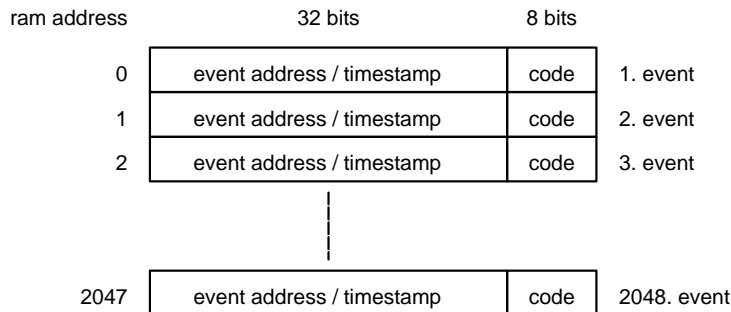 ram address 32 bits 8 bits
0 event address / timestamp code 1. event
1 event address / timestamp code 2. event
2 event address / timestamp code 3. event
2047 event address / timestamp code 2048. event